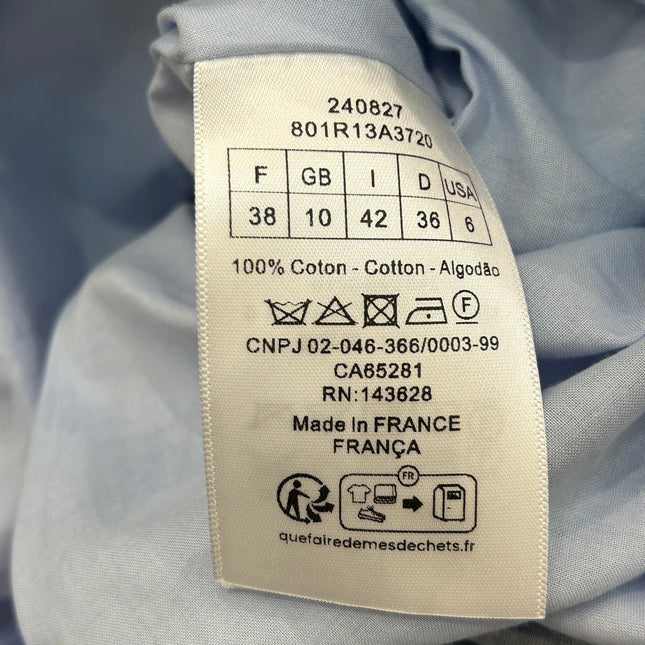 240827
801R13A3720
F GB I D USA
38 10 42 36 6
100% Coton - Cotton - Algodão
F
CNPJ 02-046-366/0003-99
CA65281
RN:143628
Made In FRANCE
FRANÇA
FR
quefairedemesdechets.fr